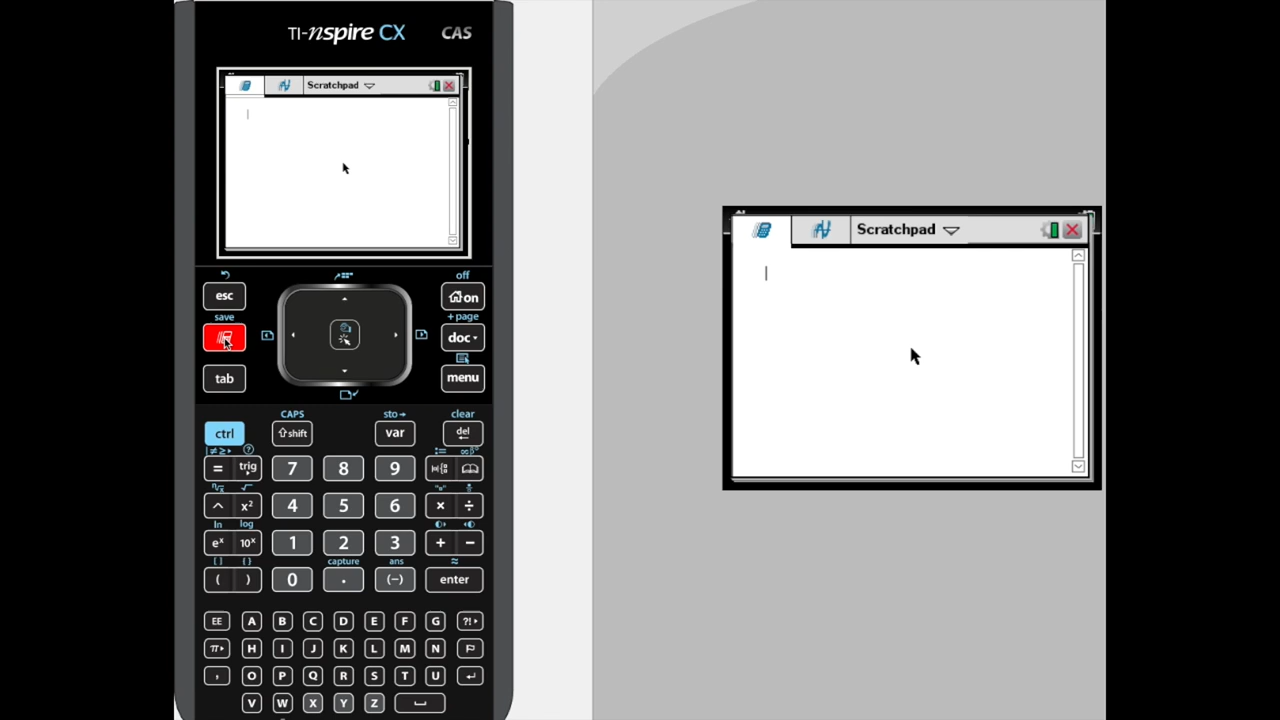 TI-nspire CX CAS
Scratchpad
Scratchpad
off
esc
on
save
+ page
doc
tab
menu
CAPS
sto
clear
ctrl
shift
var
del
= trig 7 8 9
^ x² 4 5 6 × ÷
ln log
eˣ 10ˣ 1 2 3 + −
[ ] { } capture ans ≈
( ) 0 . (−) enter
EE A B C D E F G ?!
π H I J K L M N
, O P Q R S T U
V W X Y Z